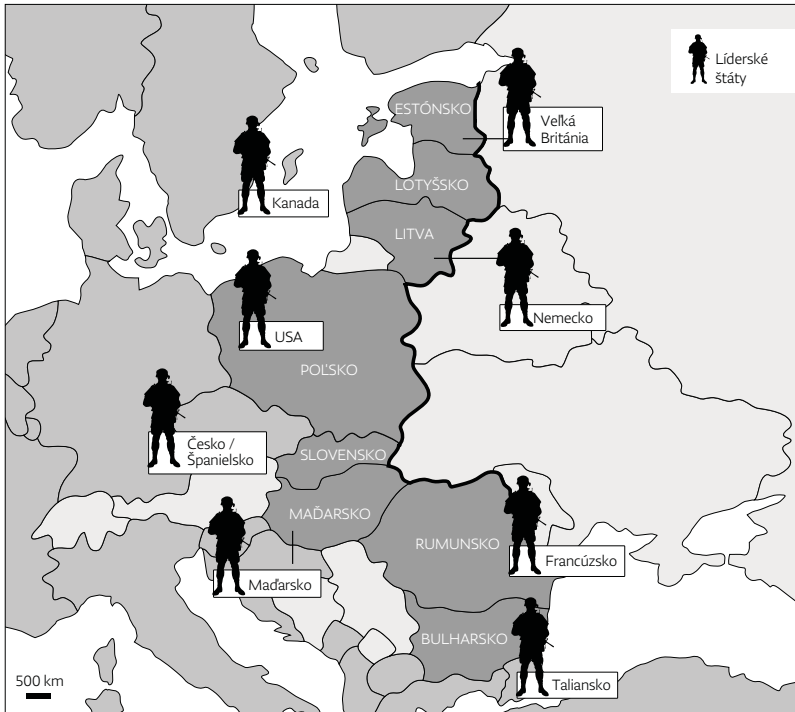 Líderské
štáty
ESTÓNSKO
Veľká
Británia
LOTYŠSKO
Kanada
LITVA
Nemecko
USA
POĽSKO
Česko /
Španielsko
SLOVENSKO
MAĎARSKO
RUMUNSKO
Francúzsko
Maďarsko
BULHARSKO
Taliansko
500 km